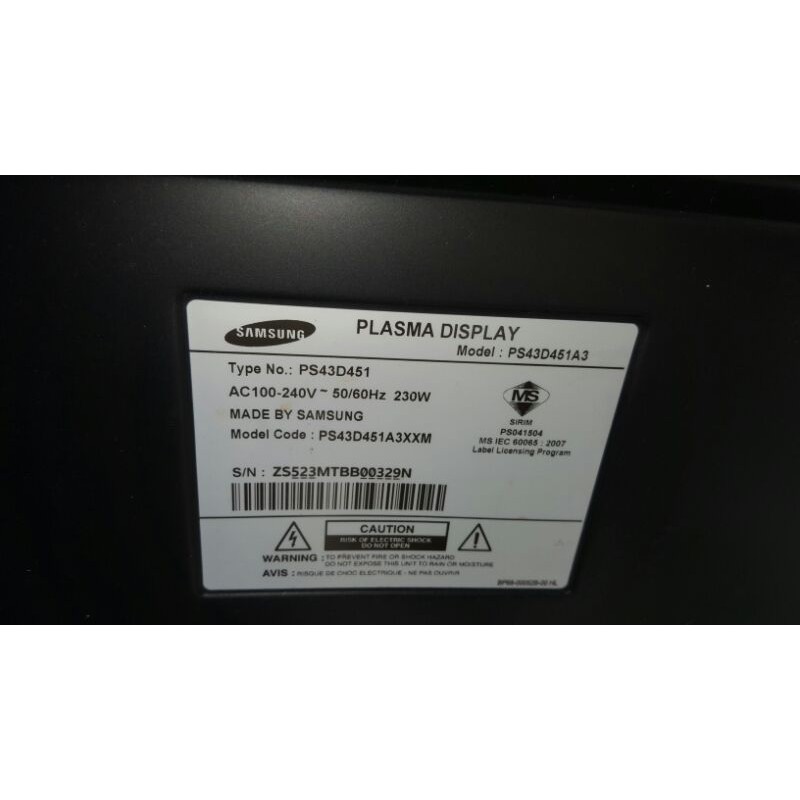 SAMSUNG
PLASMA DISPLAY
Model : PS43D451A3
Type No.: PS43D451
AC100-240V ~ 50/60Hz 230W
MADE BY SAMSUNG
Model Code : PS43D451A3XXM
MS
SIRIM
PS041504
MS IEC 60065 : 2007
Label Licensing Program
S/N : ZS523MTBB00329N
CAUTION
RISK OF ELECTRIC SHOCK
DO NOT OPEN
WARNING : TO PREVENT FIRE OR SHOCK HAZARD
DO NOT EXPOSE THIS UNIT TO RAIN OR MOISTURE
AVIS : RISQUE DE CHOC ELECTRIQUE - NE PAS OUVRIR